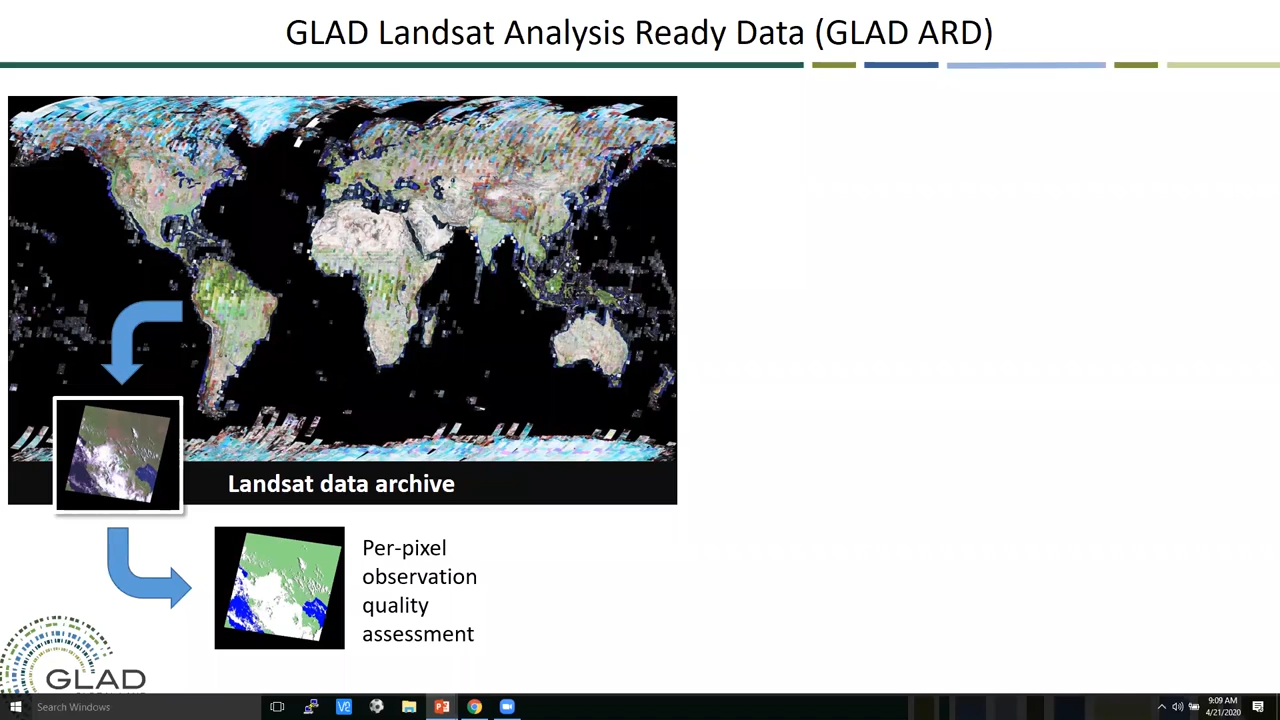 GLAD Landsat Analysis Ready Data (GLAD ARD)
Landsat data archive
Per-pixel
observation
quality
assessment
GLAD
Search Windows
9:09 AM
4/21/2020